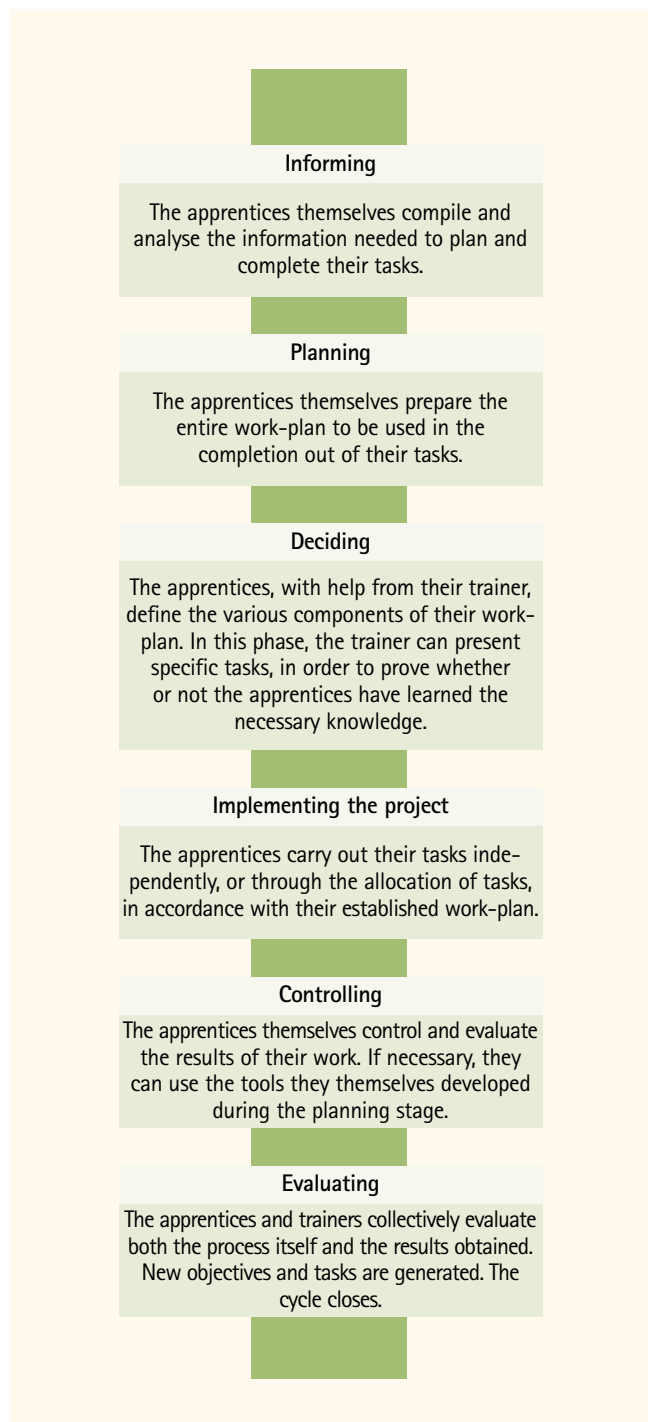 Informing
The apprentices themselves compile and
analyse the information needed to plan and
complete their tasks.
Planning
The apprentices themselves prepare the
entire work-plan to be used in the
completion out of their tasks.
Deciding
The apprentices, with help from their trainer,
define the various components of their work-
plan. In this phase, the trainer can present
specific tasks, in order to prove whether
or not the apprentices have learned the
necessary knowledge.
Implementing the project
The apprentices carry out their tasks inde-
pendently, or through the allocation of tasks,
in accordance with their established work-plan.
Controlling
The apprentices themselves control and evaluate
the results of their work. If necessary, they
can use the tools they themselves developed
during the planning stage.
Evaluating
The apprentices and trainers collectively evaluate
both the process itself and the results obtained.
New objectives and tasks are generated. The
cycle closes.